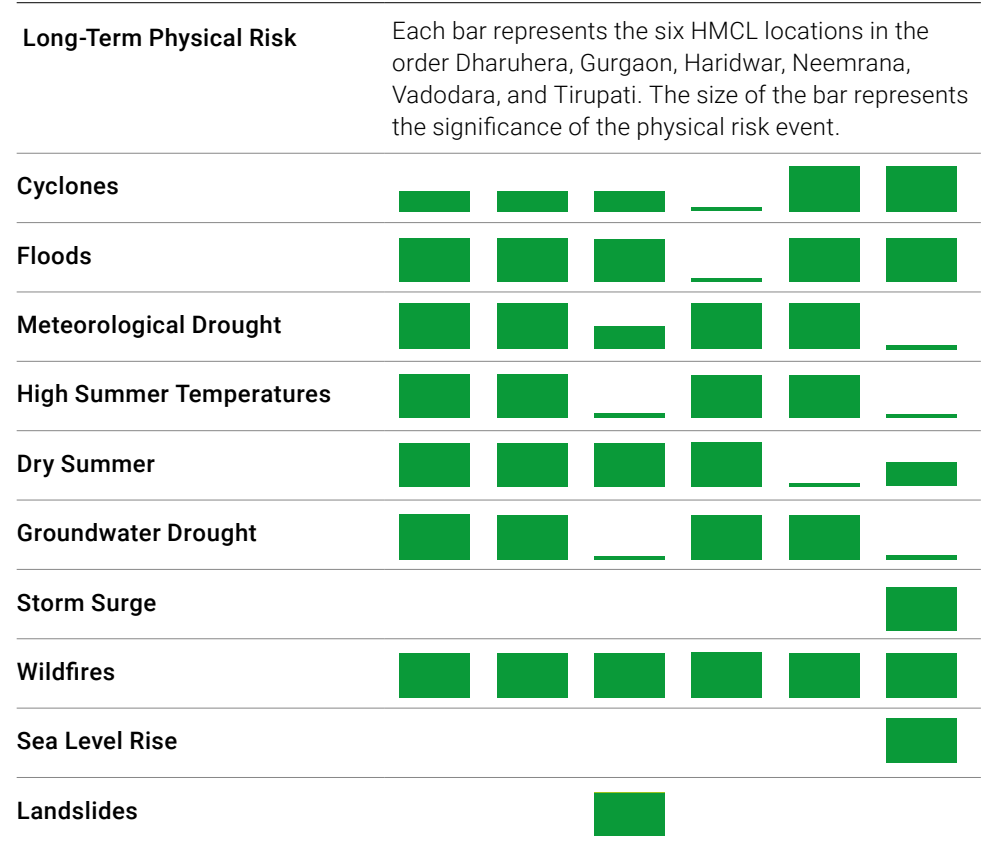 Long-Term Physical Risk
Each bar represents the six HMCL locations in the
order Dharuhera, Gurgaon, Haridwar, Neemrana,
Vadodara, and Tirupati. The size of the bar represents
the significance of the physical risk event.
Cyclones
Floods
Meteorological Drought
High Summer Temperatures
Dry Summer
Groundwater Drought
Storm Surge
Wildfires
Sea Level Rise
Landslides